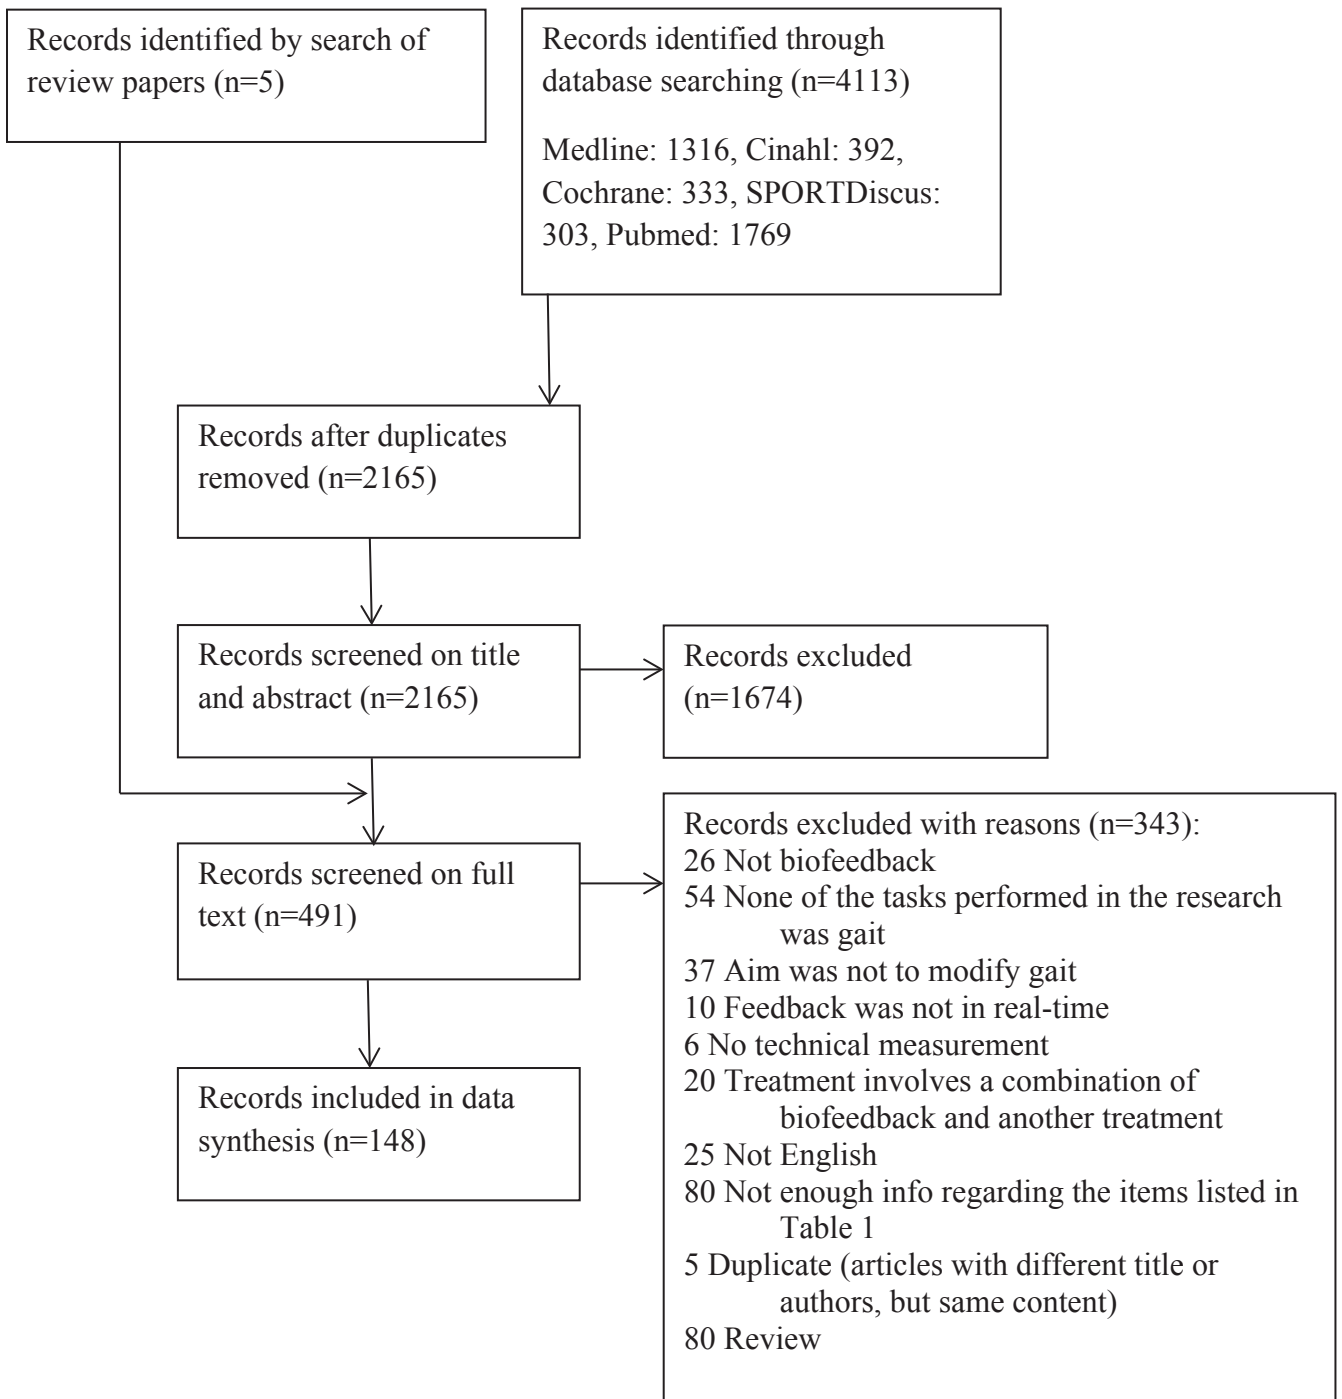 Records identified by search of
review papers (n=5)
Records identified through
database searching (n=4113)
Medline: 1316, Cinahl: 392,
Cochrane: 333, SPORTDiscus:
303, Pubmed: 1769
Records after duplicates
removed (n=2165)
Records screened on title
and abstract (n=2165)
Records excluded
(n=1674)
Records screened on full
text (n=491)
Records excluded with reasons (n=343):
26 Not biofeedback
54 None of the tasks performed in the research
was gait
37 Aim was not to modify gait
10 Feedback was not in real-time
6 No technical measurement
20 Treatment involves a combination of
biofeedback and another treatment
25 Not English
80 Not enough info regarding the items listed in
Table 1
5 Duplicate (articles with different title or
authors, but same content)
80 Review
Records included in data
synthesis (n=148)